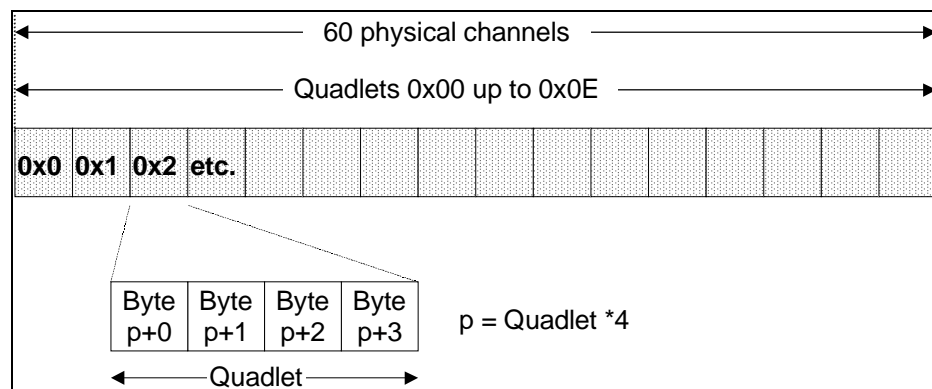 60 physical channels
Quadlets 0x00 up to 0x0E
0x0 0x1 0x2 etc.
Byte Byte Byte Byte
p+0 p+1 p+2 p+3
p = Quadlet *4
Quadlet